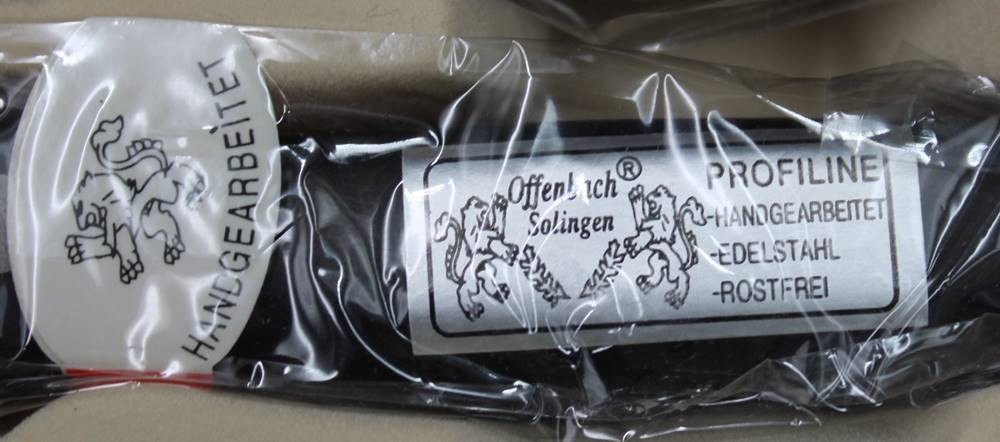 HANDGEARBEITET
Offenbach®
Solingen
PROFILINE
-HANDGEARBEITET
-EDELSTAHL
-ROSTFREI